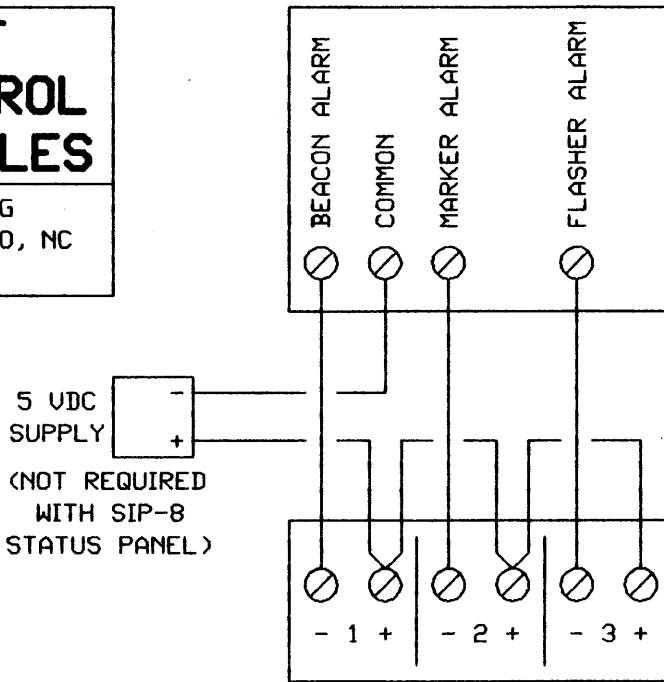 ROL
LES
G
O, NC
BEACON ALARM
COMMON
MARKER ALARM
FLASHER ALARM
5 VDC
SUPPLY
-
+
(NOT REQUIRED
WITH SIP-8
STATUS PANEL)
- 1 +
- 2 +
- 3 +